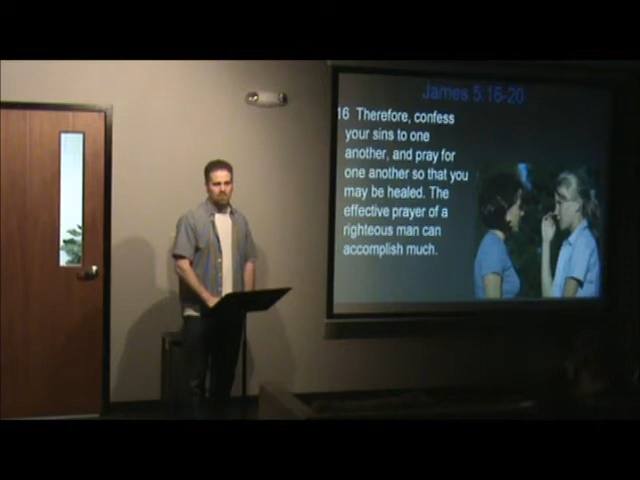 James 5:16-20
16 Therefore, confess
your sins to one
another, and pray for
one another so that you
may be healed. The
effective prayer of a
righteous man can
accomplish much.